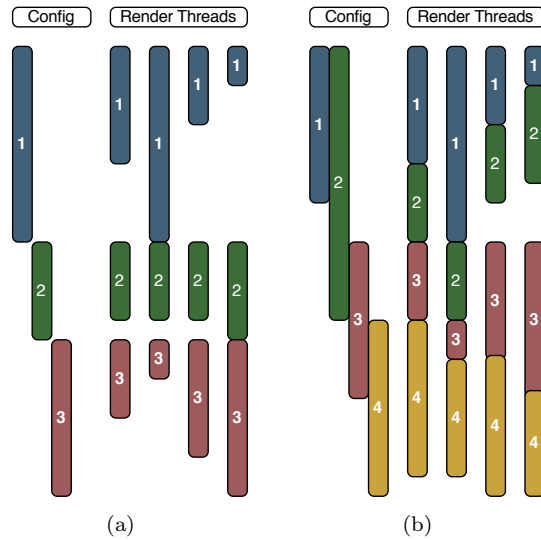 Config Render Threads Config Render Threads
1 1 1 1 1 1 2 1 1 1 1
2 2 2
2 2 2 2 2 3 3 2 3 3
3 3 3 3 3 3 4 4 4 4 4
(a) (b)